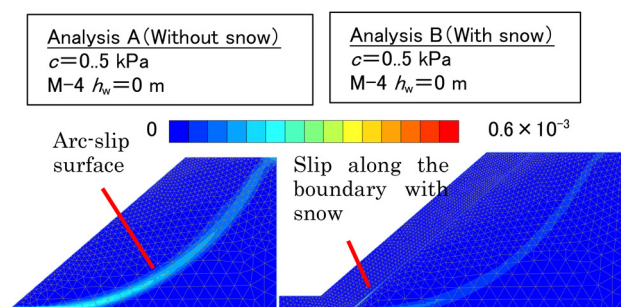 Analysis A(Without snow)
c=0..5 kPa
M-4 hw=0 m
Analysis B(With snow)
c=0..5 kPa
M-4 hw=0 m
0
0.6×10⁻³
Arc-slip
surface
Slip along the
boundary with
snow